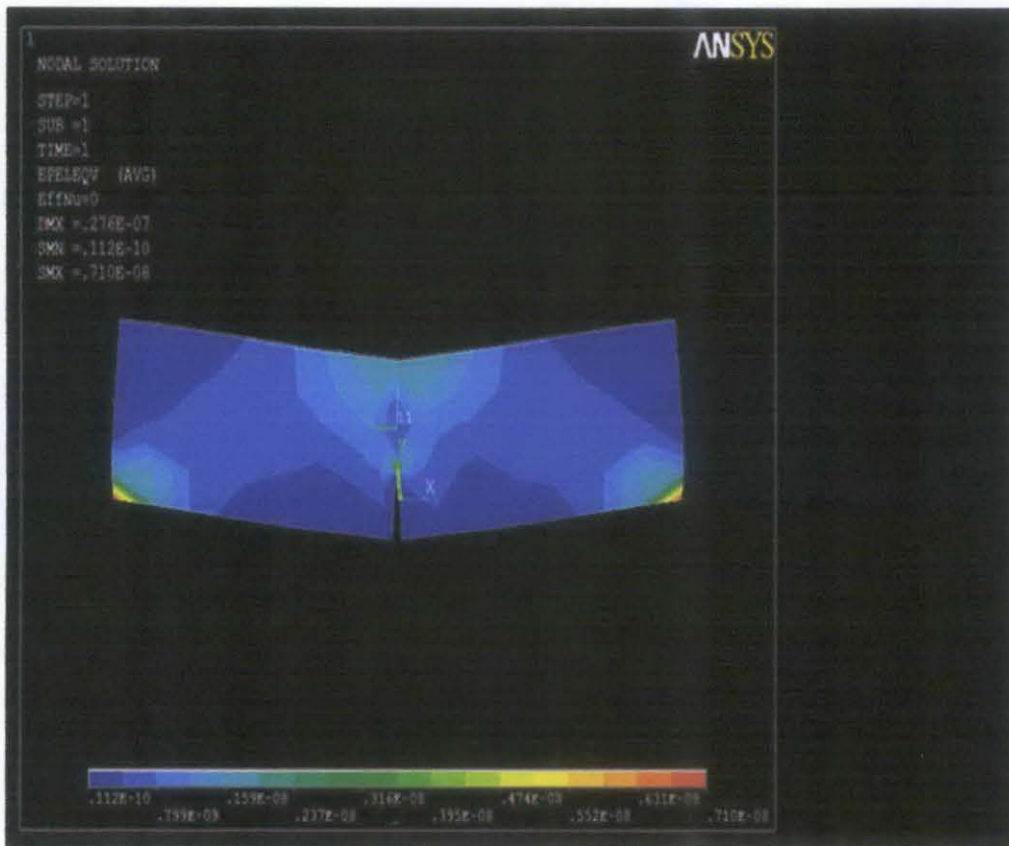 1
ANSYS
NODAL SOLUTION
STEP=1
SUB =1
TIME=1
EPELEQV (AVG)
EffNu=0
DMX =.276E-07
SMN =.112E-10
SMX =.710E-08
X
.112E-10 .159E-08 .316E-08 .474E-08 .631E-08
.799E-09 .237E-08 .395E-08 .552E-08 .710E-08